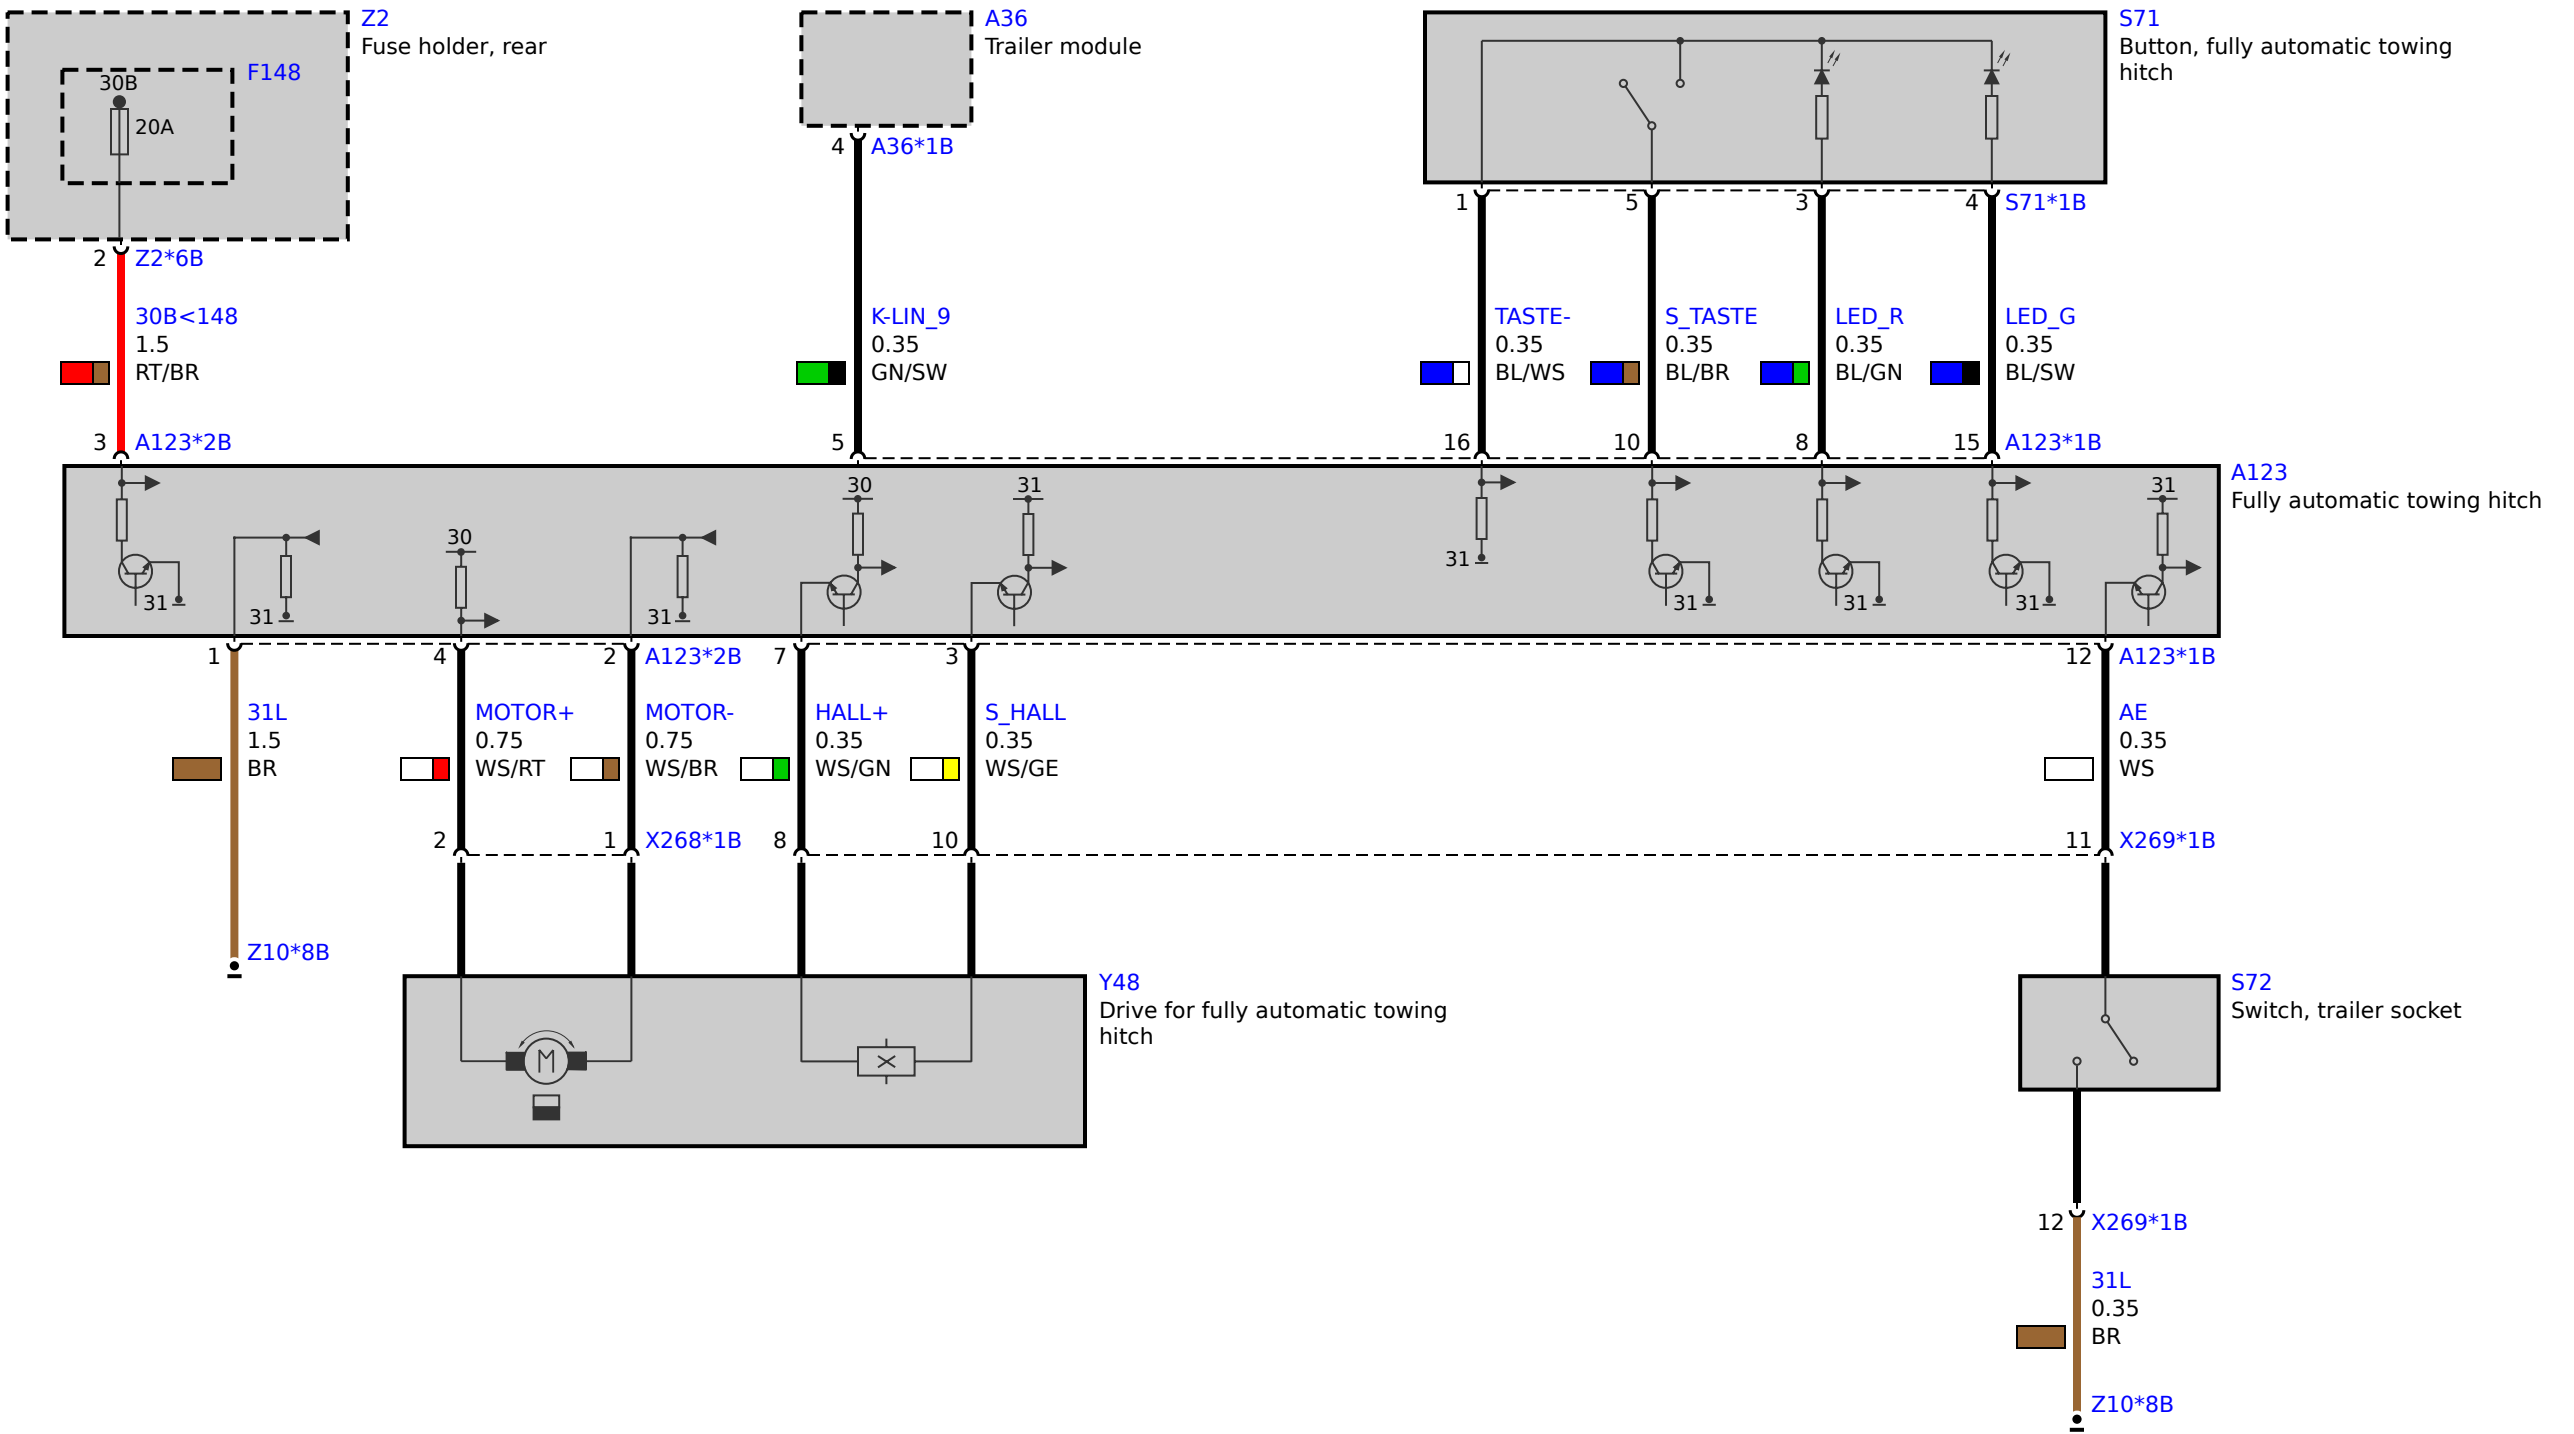 Z2
Fuse holder, rear
F148
30B
20A
2
Z2*6B
30B<148
1.5
RT/BR
3
A123*2B
A36
Trailer module
4
A36*1B
K-LIN_9
0.35
GN/SW
5
S71
Button, fully automatic towing
hitch
1
5
3
4
S71*1B
TASTE-
0.35
BL/WS
S_TASTE
0.35
BL/BR
LED_R
0.35
BL/GN
LED_G
0.35
BL/SW
16
10
8
15
A123*1B
A123
Fully automatic towing hitch
31
31
30
31
30
31
31
31
31
31
31
1
4
2
A123*2B
7
3
12
A123*1B
31L
1.5
BR
MOTOR+
0.75
WS/RT
MOTOR-
0.75
WS/BR
HALL+
0.35
WS/GN
S_HALL
0.35
WS/GE
AE
0.35
WS
2
1
X268*1B
8
10
11
X269*1B
Z10*8B
Y48
Drive for fully automatic towing
hitch
M
S72
Switch, trailer socket
12
X269*1B
31L
0.35
BR
Z10*8B